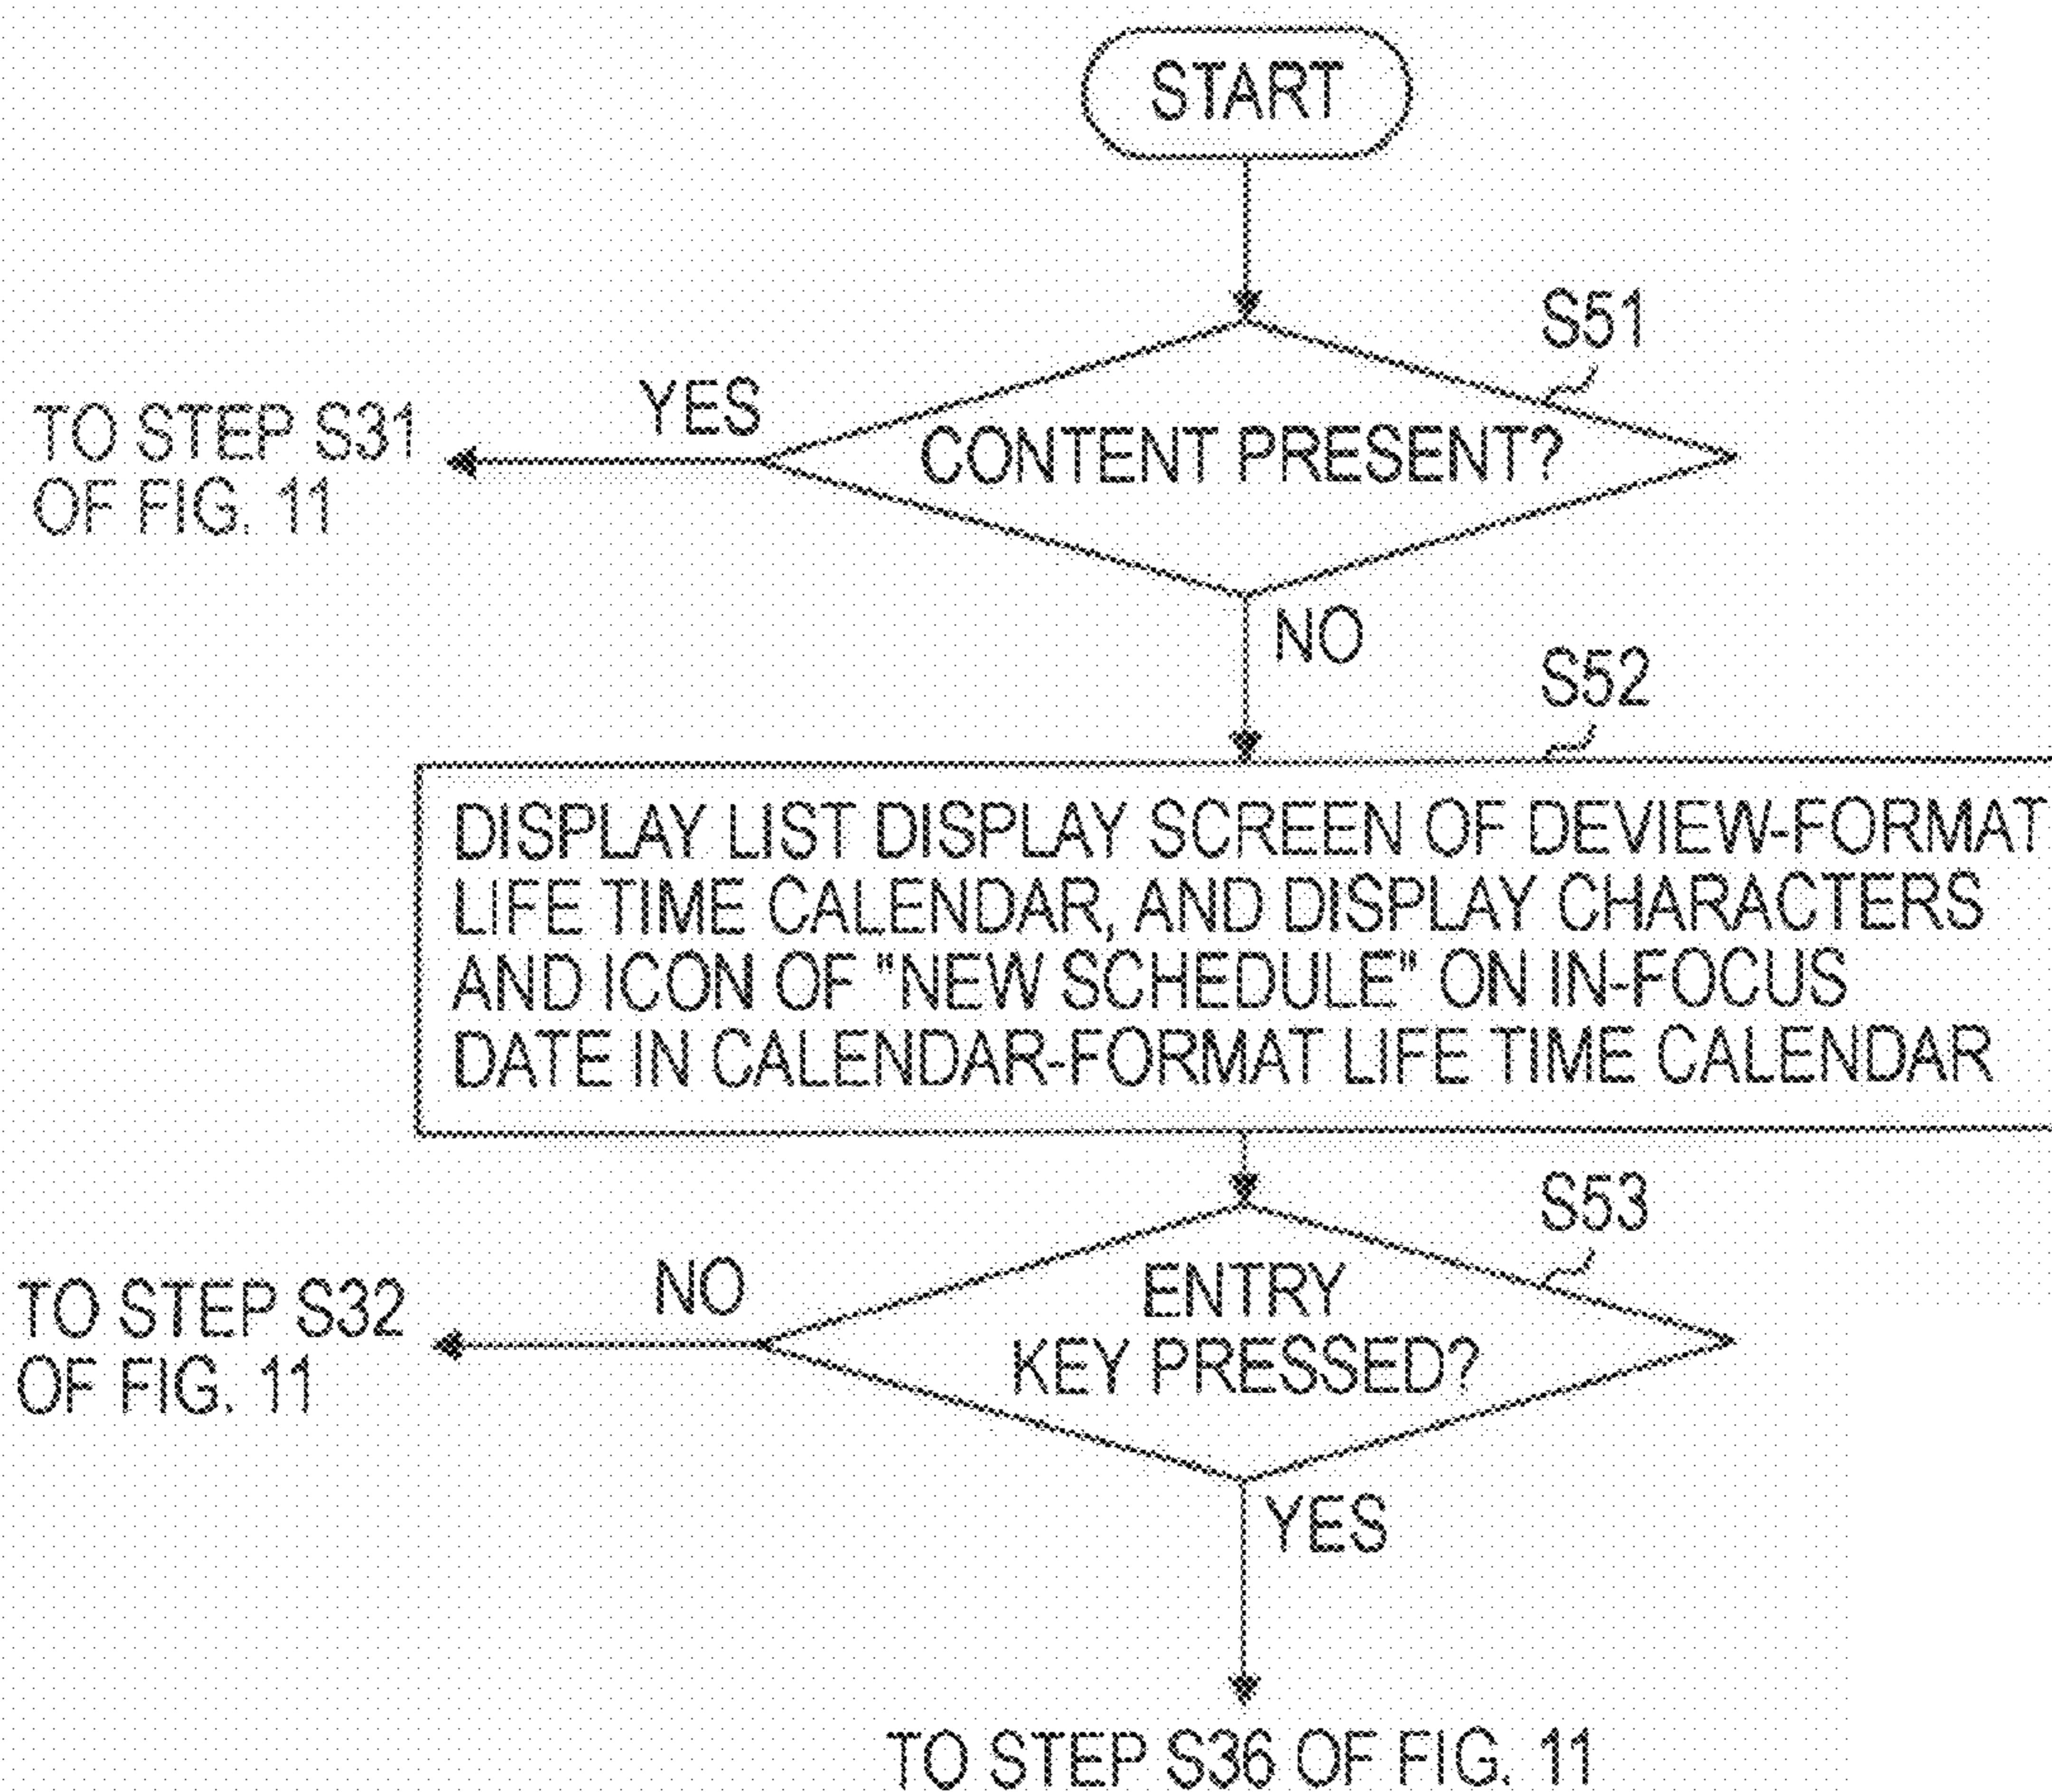 START
S51
YES
CONTENT PRESENT?
TO STEP S31
OF FIG. 11
NO
S52
DISPLAY LIST DISPLAY SCREEN OF DEVIEW-FORMAT
LIFE TIME CALENDAR, AND DISPLAY CHARACTERS
AND ICON OF "NEW SCHEDULE" ON IN-FOCUS
DATE IN CALENDAR-FORMAT LIFE TIME CALENDAR
S53
NO
ENTRY
KEY PRESSED?
TO STEP S32
OF FIG. 11
YES
TO STEP S36 OF FIG. 11